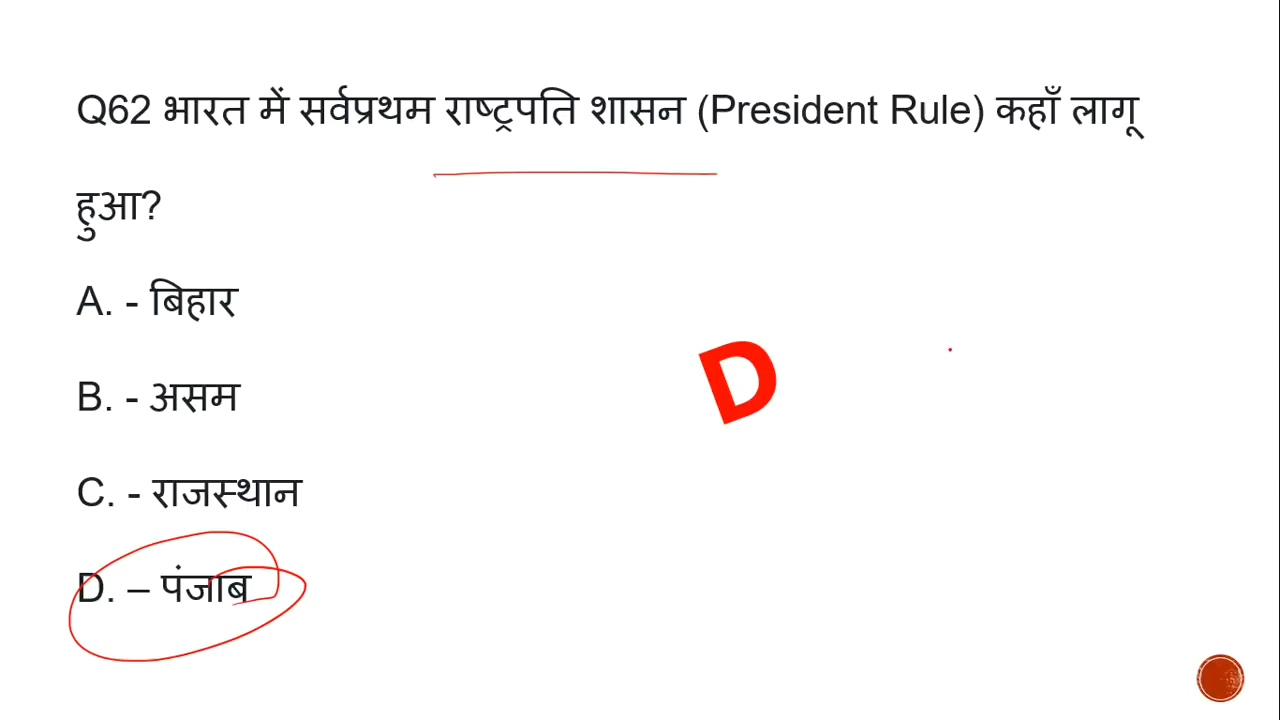 Q62 भारत में सर्वप्रथम राष्ट्रपति शासन (President Rule) कहाँ लागू
हुआ?
A. - बिहार
B. - असम
D
C. - राजस्थान
D. – पंजाब